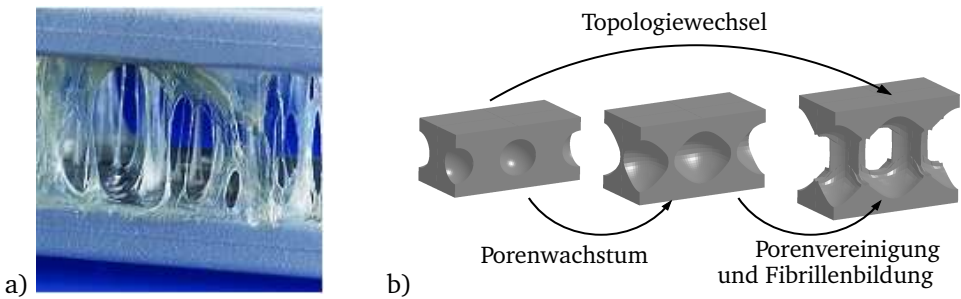 Topologiewechsel
Porenwachstum
Porenvereinigung
und Fibrillenbildung
a)
b)